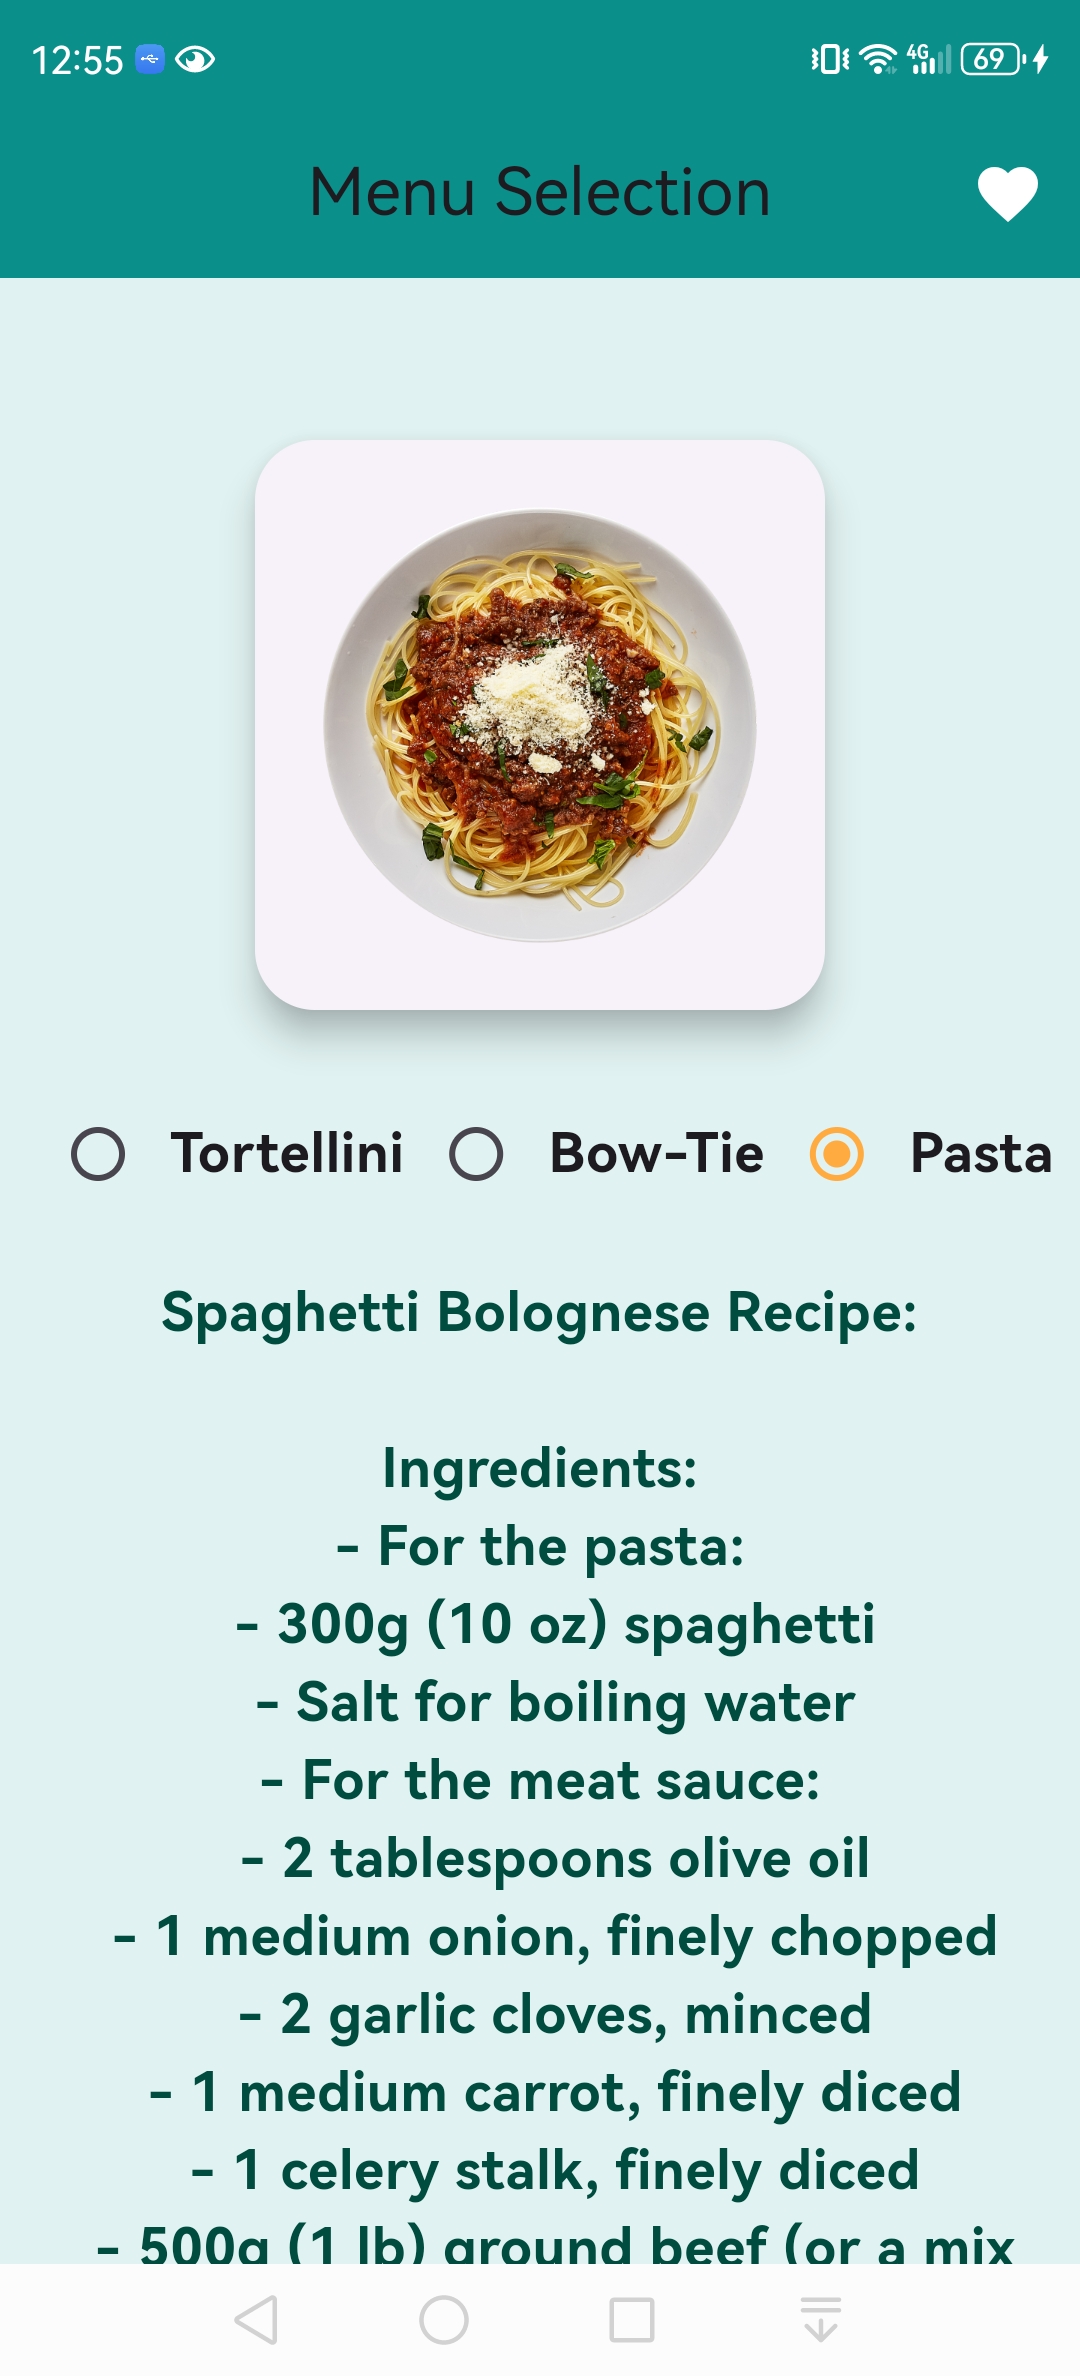 12:55
4G
69
Menu Selection
Tortellini Bow-Tie Pasta
Spaghetti Bolognese Recipe:
Ingredients:
- For the pasta:
- 300g (10 oz) spaghetti
- Salt for boiling water
- For the meat sauce:
- 2 tablespoons olive oil
- 1 medium onion, finely chopped
- 2 garlic cloves, minced
- 1 medium carrot, finely diced
- 1 celery stalk, finely diced
- 500g (1 lb) ground beef (or a mix